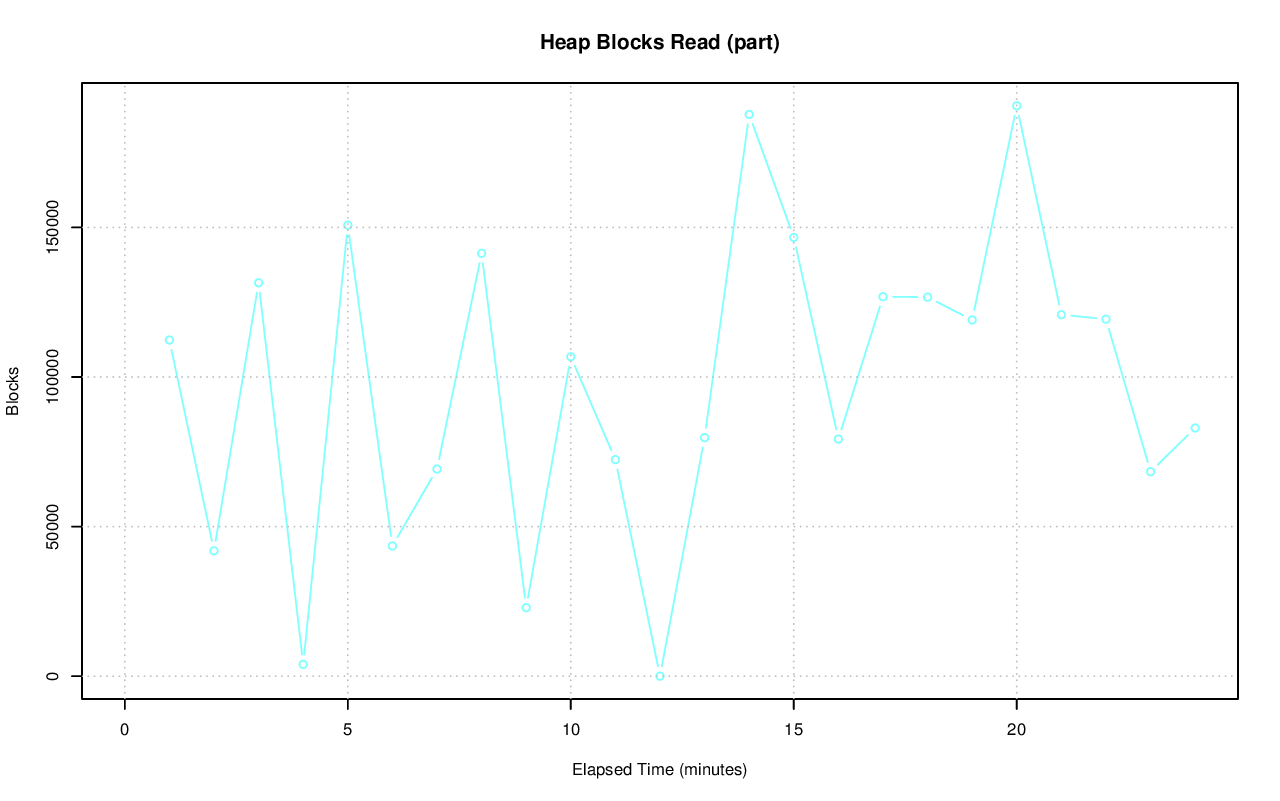 Heap Blocks Read (part)
Blocks
150000
100000
50000
0
0 5 10 15 20
Elapsed Time (minutes)